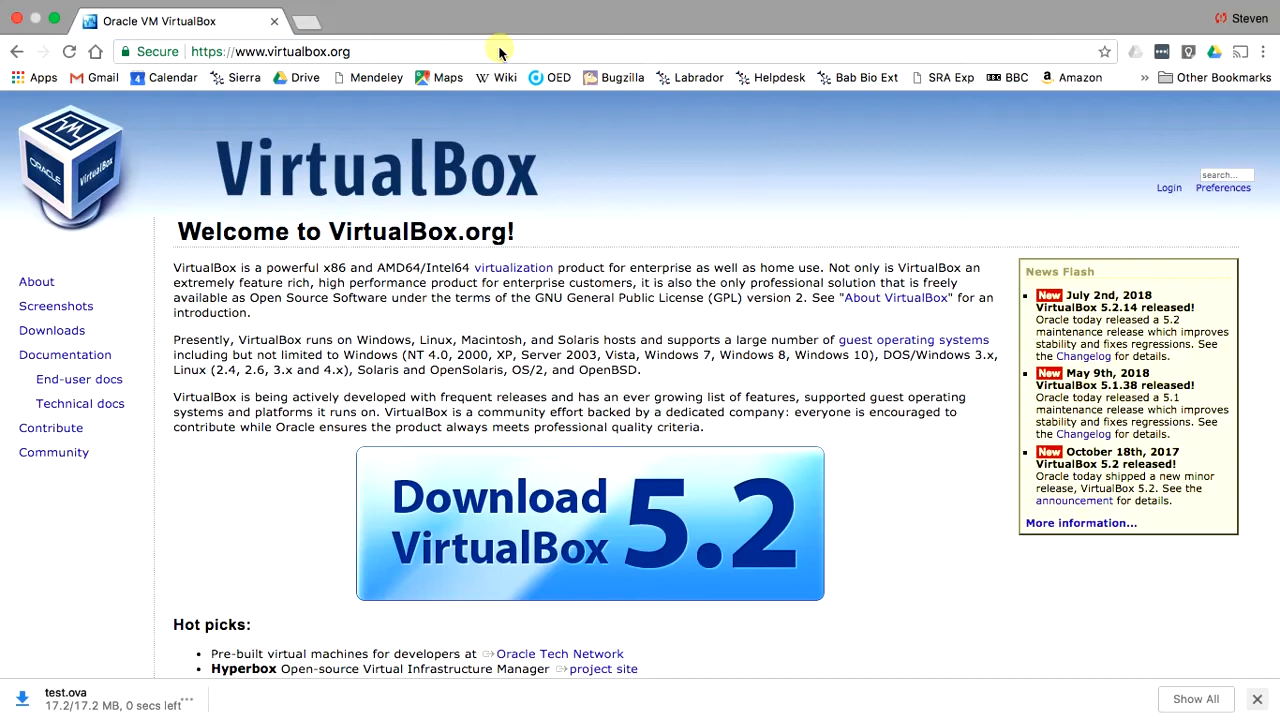 Oracle VM VirtualBox
Steven
Secure | https://www.virtualbox.org
Apps Gmail 4 Calendar Sierra Drive Mendeley Maps W Wiki OED Bugzilla Labrador Helpdesk Bab Bio Ext SRA Exp BBC BBC a Amazon » Other Bookmarks
ORACLE VirtualBox
VirtualBox
search...
Login Preferences
Welcome to VirtualBox.org!
About
Screenshots
Downloads
Documentation
End-user docs
Technical docs
Contribute
Community
VirtualBox is a powerful x86 and AMD64/Intel64 virtualization product for enterprise as well as home use. Not only is VirtualBox an
extremely feature rich, high performance product for enterprise customers, it is also the only professional solution that is freely
available as Open Source Software under the terms of the GNU General Public License (GPL) version 2. See "About VirtualBox" for an
introduction.
Presently, VirtualBox runs on Windows, Linux, Macintosh, and Solaris hosts and supports a large number of guest operating systems
including but not limited to Windows (NT 4.0, 2000, XP, Server 2003, Vista, Windows 7, Windows 8, Windows 10), DOS/Windows 3.x,
Linux (2.4, 2.6, 3.x and 4.x), Solaris and OpenSolaris, OS/2, and OpenBSD.
VirtualBox is being actively developed with frequent releases and has an ever growing list of features, supported guest operating
systems and platforms it runs on. VirtualBox is a community effort backed by a dedicated company: everyone is encouraged to
contribute while Oracle ensures the product always meets professional quality criteria.
Download
VirtualBox 5.2
Hot picks:
• Pre-built virtual machines for developers at Oracle Tech Network
• Hyperbox Open-source Virtual Infrastructure Manager project site
News Flash
New July 2nd, 2018
VirtualBox 5.2.14 released!
Oracle today released a 5.2
maintenance release which improves
stability and fixes regressions. See
the Changelog for details.
New May 9th, 2018
VirtualBox 5.1.38 released!
Oracle today released a 5.1
maintenance release which improves
stability and fixes regressions. See
the Changelog for details.
New October 18th, 2017
VirtualBox 5.2 released!
Oracle today shipped a new minor
release, VirtualBox 5.2. See the
announcement for details.
More information...
test.ova
17.2/17.2 MB, 0 secs left
Show All